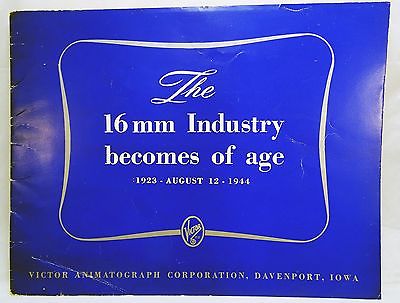 The
16mm Industry
becomes of age
1923 - AUGUST 12 - 1944
VICTOR
VICTOR ANIMATOGRAPH CORPORATION, DAVENPORT, IOWA